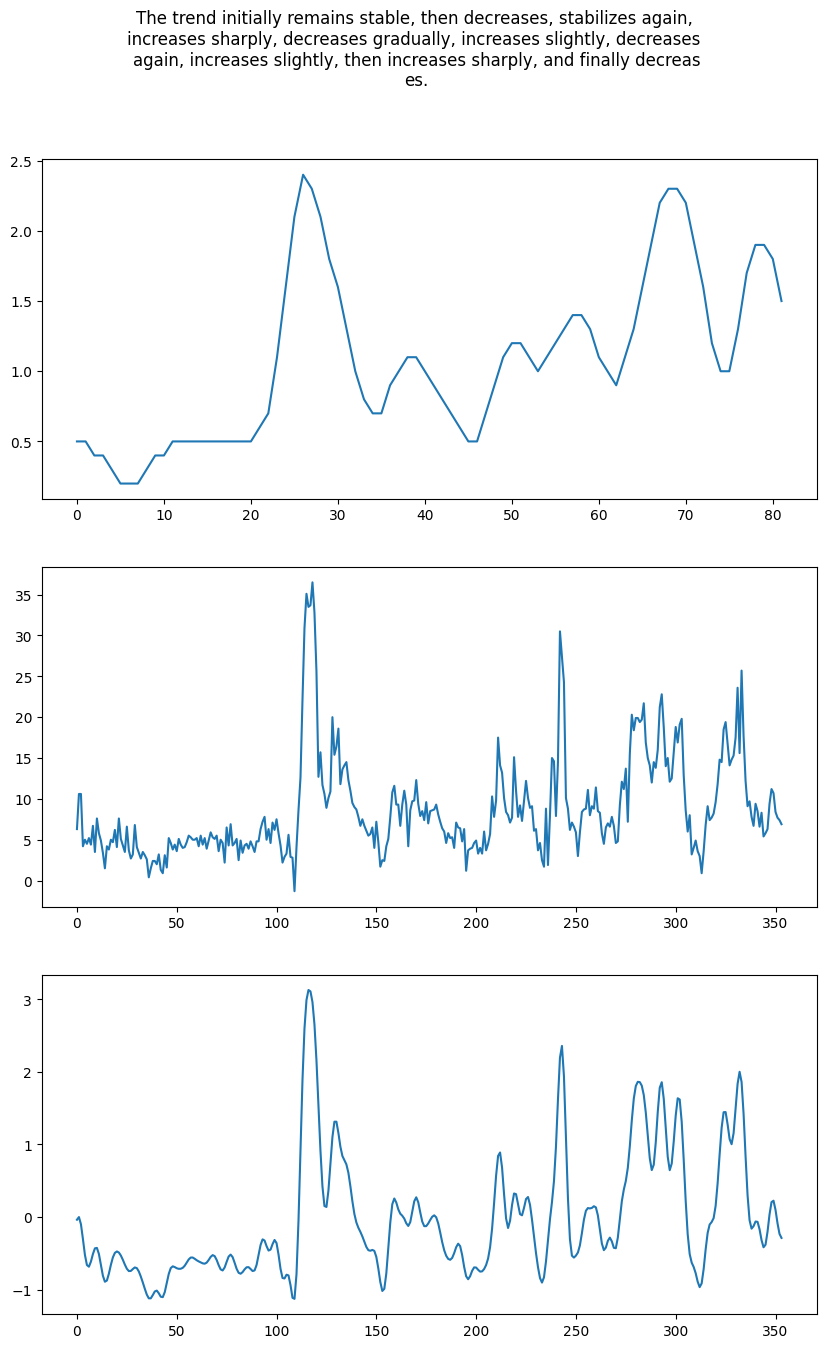 The trend initially remains stable, then decreases, stabilizes again,
increases sharply, decreases gradually, increases slightly, decreases
again, increases slightly, then increases sharply, and finally decreas
es.
2.5
2.0
1.5
1.0
0.5
0 10 20 30 40 50 60 70 80
35
30
25
20
15
10
5
0
0 50 100 150 200 250 300 350
3
2
1
0
−1
0 50 100 150 200 250 300 350